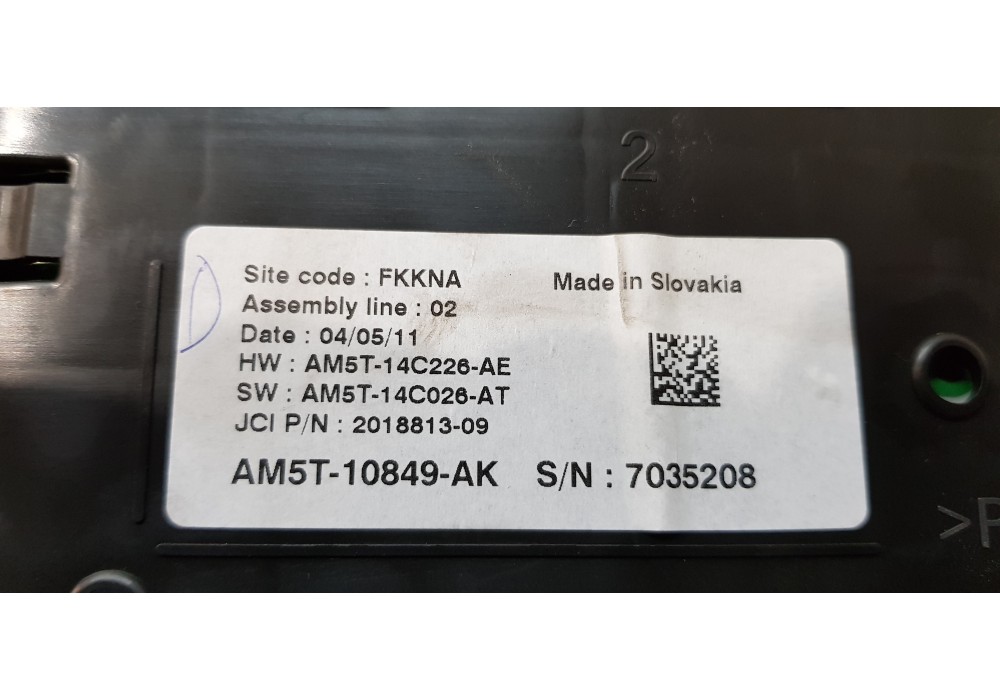 2
Site code : FKKNA
Made in Slovakia
Assembly line : 02
Date : 04/05/11
HW : AM5T-14C226-AE
SW : AM5T-14C026-AT
JCI P/N : 2018813-09
AM5T-10849-AK S/N : 7035208
>P